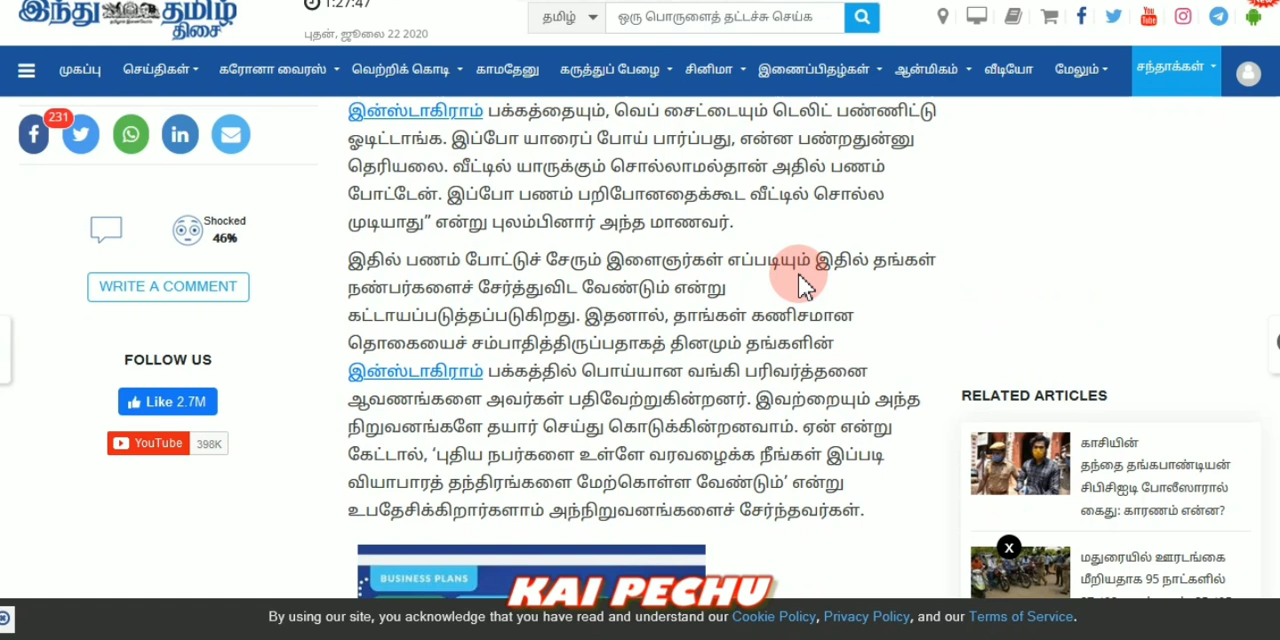 இந்து தமிழ்
திசை
1:27:47
புதன், ஜூலை 22 2020
தமிழ்
ஒரு பொருளைத் தட்டச்சு செய்க
You
Tube
முகப்பு
செய்திகள்
கரோனா வைரஸ்
வெற்றிக் கொடி
காமதேனு
கருத்துப் பேழை
சினிமா
இணைப்பிதழ்கள்
ஆன்மிகம்
வீடியோ
மேலும்
சந்தாக்கள்
231
Shocked
46%
WRITE A COMMENT
FOLLOW US
Like 2.7M
YouTube
398K
இன்ஸ்டாகிராம் பக்கத்தையும், வெப் சைட்டையும் டெலிட் பண்ணிட்டு
ஓடிட்டாங்க. இப்போ யாரைப் போய் பார்ப்பது, என்ன பண்றதுன்னு
தெரியலை. வீட்டில் யாருக்கும் சொல்லாமல்தான் அதில் பணம்
போட்டேன். இப்போ பணம் பறிபோனதைக்கூட வீட்டில் சொல்ல
முடியாது” என்று புலம்பினார் அந்த மாணவர்.
இதில் பணம் போட்டுச் சேரும் இளைஞர்கள் எப்படியும் இதில் தங்கள்
நண்பர்களைச் சேர்த்துவிட வேண்டும் என்று
கட்டாயப்படுத்தப்படுகிறது. இதனால், தாங்கள் கணிசமான
தொகையைச் சம்பாதித்திருப்பதாகத் தினமும் தங்களின்
இன்ஸ்டாகிராம் பக்கத்தில் பொய்யான வங்கி பரிவர்த்தனை
ஆவணங்களை அவர்கள் பதிவேற்றுகின்றனர். இவற்றையும் அந்த
நிறுவனங்களே தயார் செய்து கொடுக்கின்றனவாம். ஏன் என்று
கேட்டால், ‘புதிய நபர்களை உள்ளே வரவழைக்க நீங்கள் இப்படி
வியாபாரத் தந்திரங்களை மேற்கொள்ள வேண்டும்’ என்று
உபதேசிக்கிறார்களாம் அந்நிறுவனங்களைச் சேர்ந்தவர்கள்.
BUSINESS PLANS
RELATED ARTICLES
காசியின்
தந்தை தங்கபாண்டியன்
சிபிசிஐடி போலீஸாரால்
கைது: காரணம் என்ன?
X
மதுரையில் ஊரடங்கை
மீறியதாக 95 நாட்களில்
KAI PECHU
By using our site, you acknowledge that you have read and understand our Cookie Policy, Privacy Policy, and our Terms of Service.